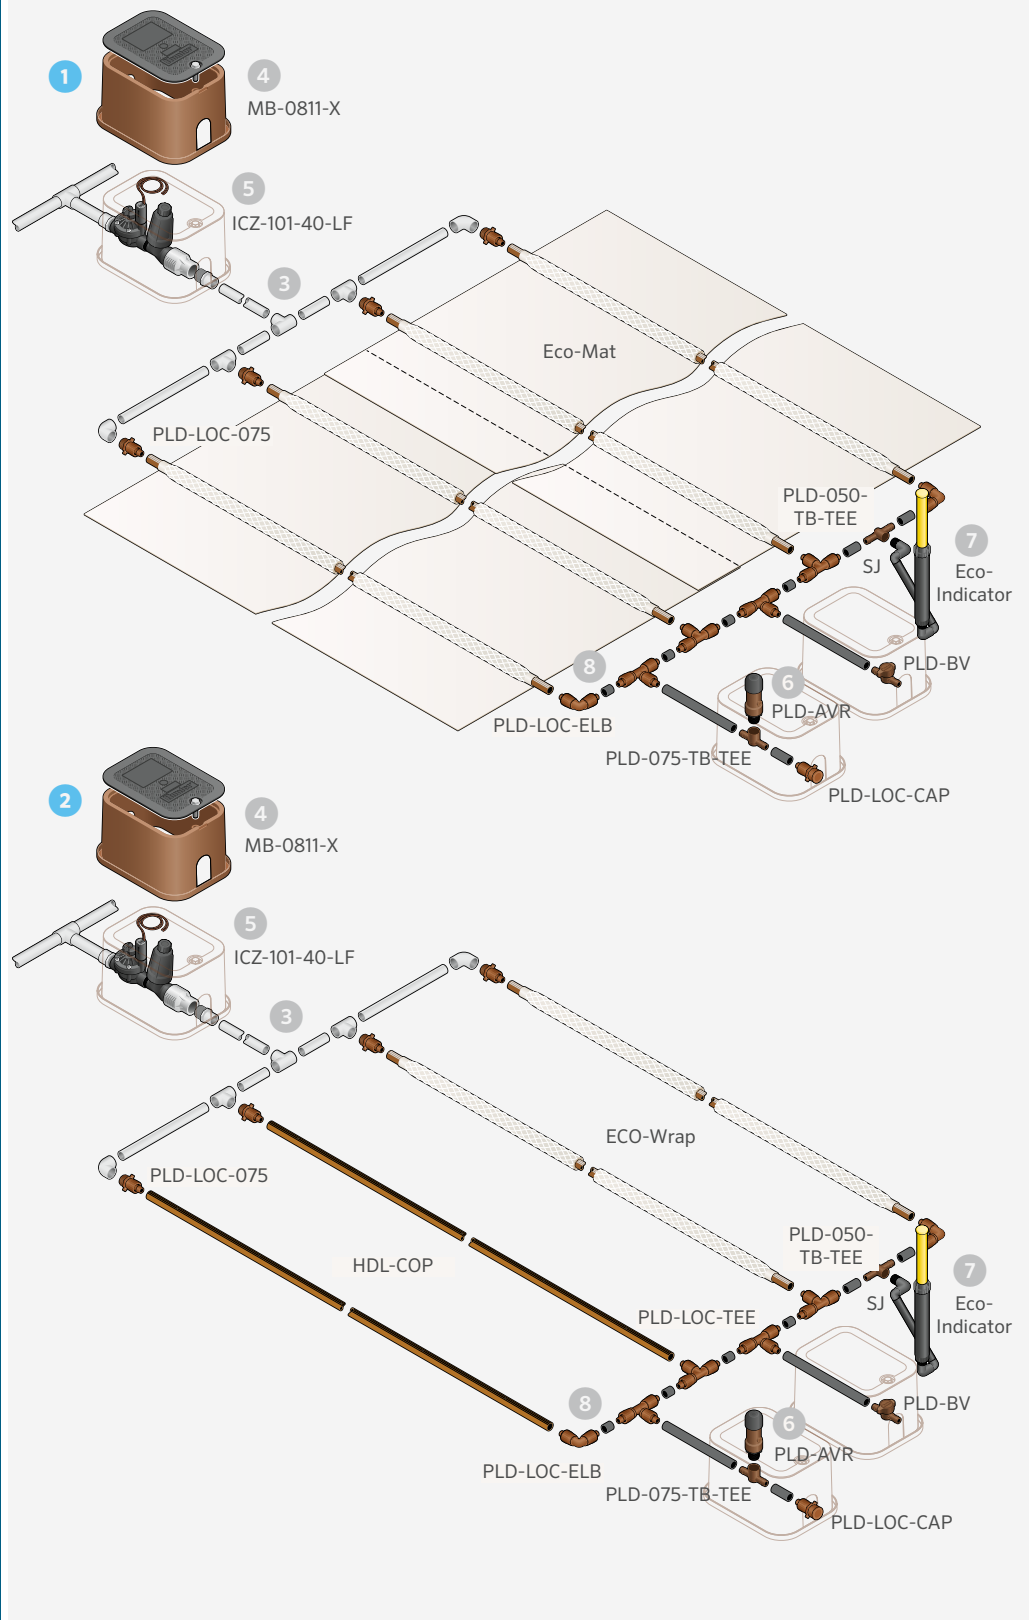 1
4
MB-0811-X
5
ICZ-101-40-LF
3
Eco-Mat
PLD-LOC-075
PLD-050-
TB-TEE
7
SJ
Eco-
Indicator
8
PLD-BV
6
PLD-AVR
PLD-LOC-ELB
PLD-075-TB-TEE
PLD-LOC-CAP
2
4
MB-0811-X
5
ICZ-101-40-LF
3
ECO-Wrap
PLD-LOC-075
PLD-050-
TB-TEE
HDL-COP
7
SJ
Eco-
Indicator
PLD-LOC-TEE
8
PLD-BV
6
PLD-AVR
PLD-LOC-ELB
PLD-075-TB-TEE
PLD-LOC-CAP